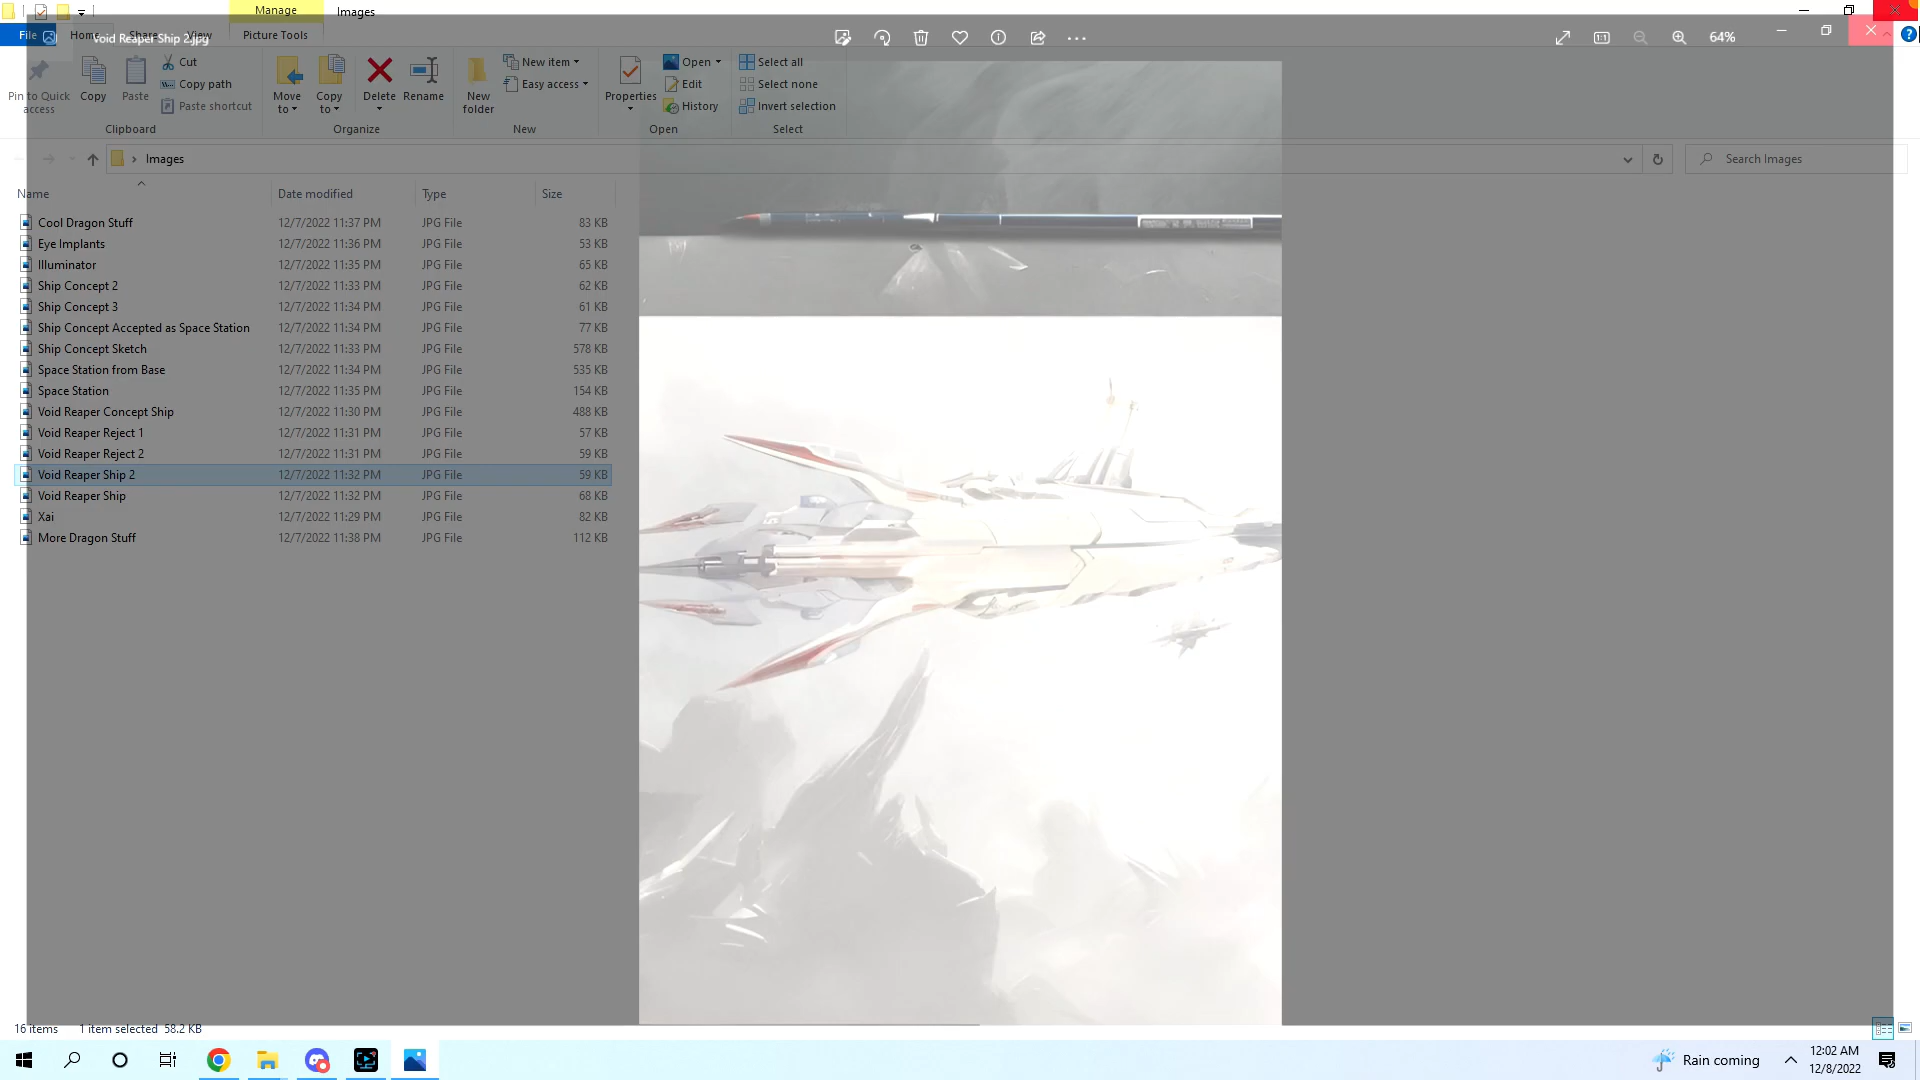 Manage
Images
File
Home
Share
View
Picture Tools
Void Reaper Ship 2.jpg
64%
Pin to Quick access
Copy
Paste
Cut
Copy path
Paste shortcut
Clipboard
Move to
Copy to
Delete
Rename
Organize
New folder
New item
Easy access
New
Properties
Open
Edit
History
Open
Select all
Select none
Invert selection
Select
Images
Search Images
Name Date modified Type Size
Cool Dragon Stuff 12/7/2022 11:37 PM JPG File 83 KB
Eye Implants 12/7/2022 11:36 PM JPG File 53 KB
Illuminator 12/7/2022 11:35 PM JPG File 65 KB
Ship Concept 2 12/7/2022 11:33 PM JPG File 62 KB
Ship Concept 3 12/7/2022 11:34 PM JPG File 61 KB
Ship Concept Accepted as Space Station 12/7/2022 11:34 PM JPG File 77 KB
Ship Concept Sketch 12/7/2022 11:33 PM JPG File 578 KB
Space Station from Base 12/7/2022 11:34 PM JPG File 535 KB
Space Station 12/7/2022 11:35 PM JPG File 154 KB
Void Reaper Concept Ship 12/7/2022 11:30 PM JPG File 488 KB
Void Reaper Reject 1 12/7/2022 11:31 PM JPG File 57 KB
Void Reaper Reject 2 12/7/2022 11:31 PM JPG File 59 KB
Void Reaper Ship 2 12/7/2022 11:32 PM JPG File 59 KB
Void Reaper Ship 12/7/2022 11:32 PM JPG File 68 KB
Xai 12/7/2022 11:29 PM JPG File 82 KB
More Dragon Stuff 12/7/2022 11:38 PM JPG File 112 KB
16 items 1 item selected 58.2 KB
Rain coming
12:02 AM
12/8/2022